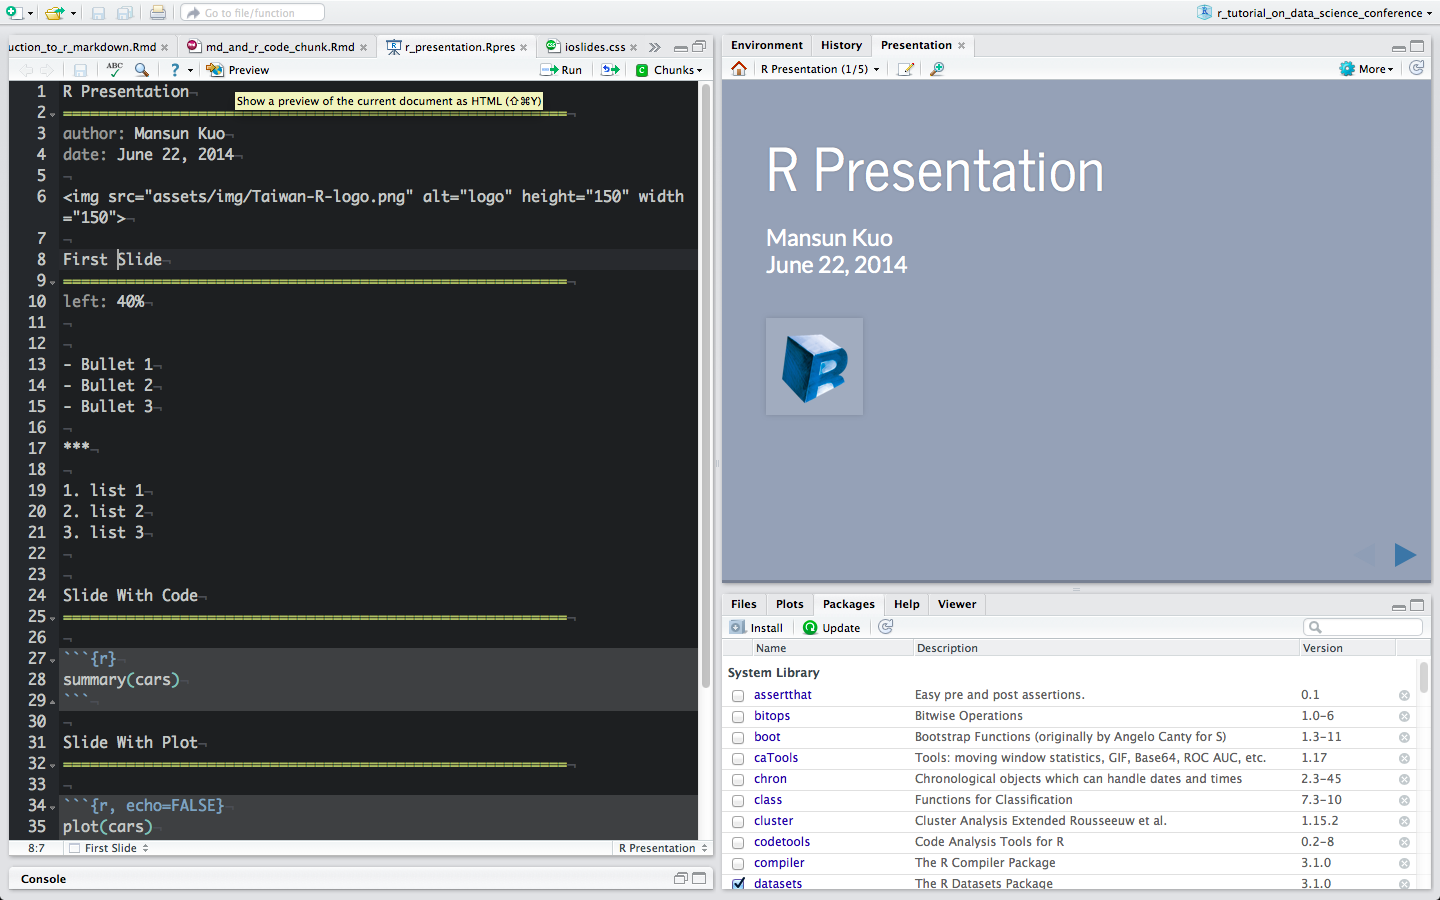 Go to file/function
r_tutorial_on_data_science_conference
uction_to_r_markdown.Rmd
md_and_r_code_chunk.Rmd
r_presentation.Rpres
ioslides.css
ABC
Preview
Run
Chunks
Show a preview of the current document as HTML (⇧⌘Y)
1 R Presentation¬
2 ========================================================¬
3 author: Mansun Kuo¬
4 date: June 22, 2014¬
5 ¬
6 <img src="assets/img/Taiwan-R-logo.png" alt="logo" height="150" width
="150">¬
7 ¬
8 First Slide¬
9 ========================================================¬
10 left: 40%¬
11 ¬
12 ¬
13 - Bullet 1¬
14 - Bullet 2¬
15 - Bullet 3¬
16 ¬
17 ***¬
18 ¬
19 1. list 1¬
20 2. list 2¬
21 3. list 3¬
22 ¬
23 ¬
24 Slide With Code¬
25 ========================================================¬
26 ¬
27 ```{r}¬
28 summary(cars)¬
29 ```¬
30 ¬
31 Slide With Plot¬
32 ========================================================¬
33 ¬
34 ```{r, echo=FALSE}¬
35 plot(cars)¬
8:7 First Slide R Presentation
Console
Environment History Presentation
R Presentation (1/5) More
R Presentation
Mansun Kuo
June 22, 2014
R
Files Plots Packages Help Viewer
Install Update
Name Description Version
System Library
assertthat Easy pre and post assertions. 0.1
bitops Bitwise Operations 1.0-6
boot Bootstrap Functions (originally by Angelo Canty for S) 1.3-11
caTools Tools: moving window statistics, GIF, Base64, ROC AUC, etc. 1.17
chron Chronological objects which can handle dates and times 2.3-45
class Functions for Classification 7.3-10
cluster Cluster Analysis Extended Rousseeuw et al. 1.15.2
codetools Code Analysis Tools for R 0.2-8
compiler The R Compiler Package 3.1.0
datasets The R Datasets Package 3.1.0